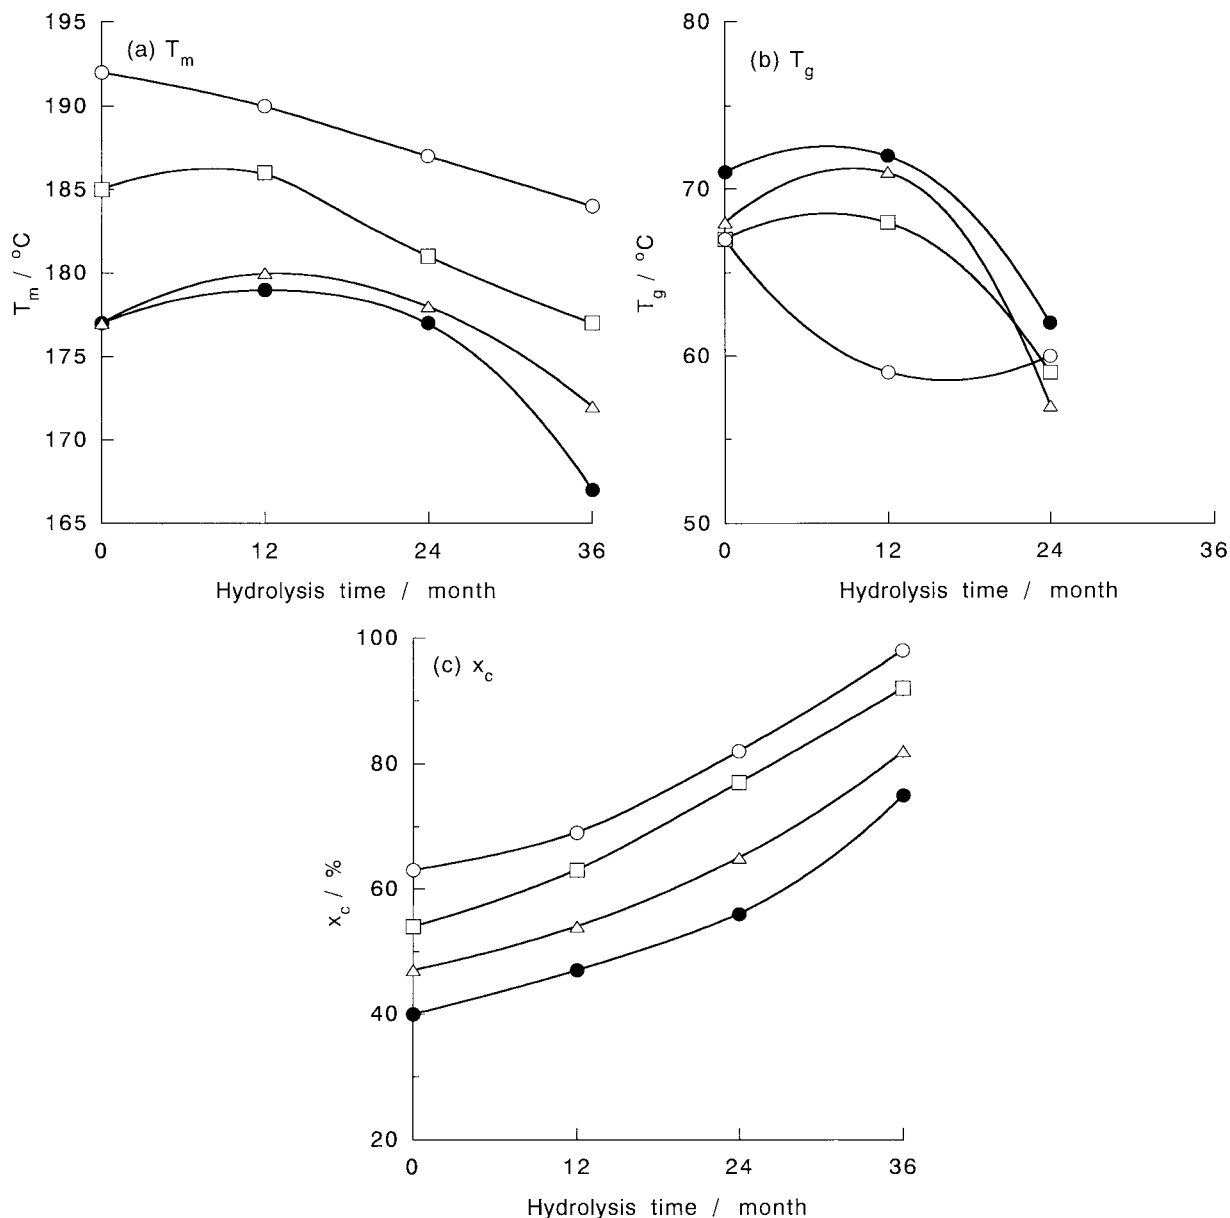 (a) Tm
195
190
185
180
175
170
165
Tm / °C
0 12 24 36
Hydrolysis time / month
(b) Tg
80
70
60
50
Tg / °C
0 12 24 36
Hydrolysis time / month
(c) xc
100
80
60
40
20
xc / %
0 12 24 36
Hydrolysis time / month